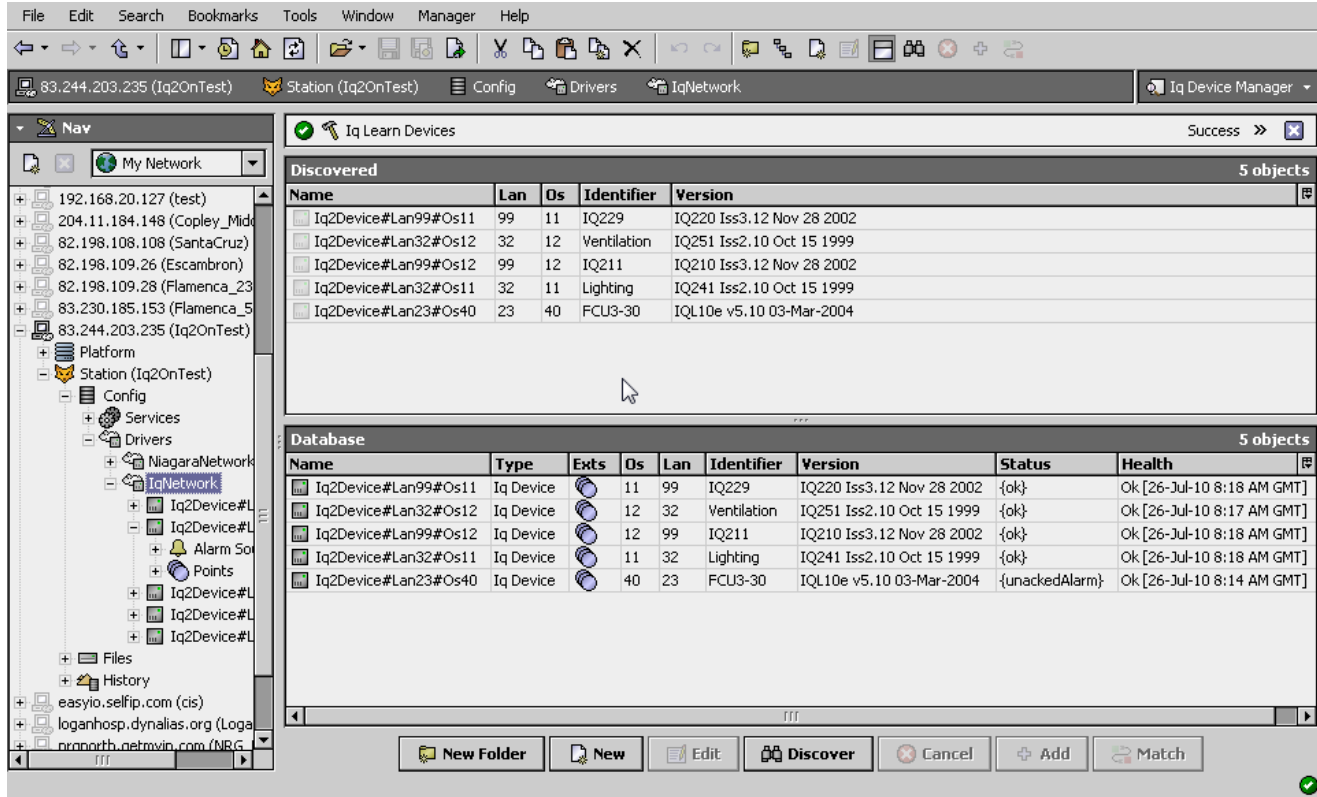 File Edit Search Bookmarks Tools Window Manager Help
83.244.203.235 (Iq2OnTest) Station (Iq2OnTest) Config Drivers IqNetwork Iq Device Manager
Nav
My Network
192.168.20.127 (test)
204.11.184.148 (Copley_Midd
82.198.108.108 (SantaCruz)
82.198.109.26 (Escambron)
82.198.109.28 (Flamenca_23
83.230.185.153 (Flamenca_5
83.244.203.235 (Iq2OnTest)
Platform
Station (Iq2OnTest)
Config
Services
Drivers
NiagaraNetwork
IqNetwork
Iq2Device#L
Iq2Device#L
Alarm Sou
Points
Iq2Device#L
Iq2Device#L
Iq2Device#L
Files
History
easyio.selfip.com (cis)
loganhosp.dynalias.org (Loga
nrgnorth.getmyip.com (NRG
Iq Learn Devices Success »
Discovered 5 objects
Name Lan Os Identifier Version
Iq2Device#Lan99#Os11 99 11 IQ229 IQ220 Iss3.12 Nov 28 2002
Iq2Device#Lan32#Os12 32 12 Ventilation IQ251 Iss2.10 Oct 15 1999
Iq2Device#Lan99#Os12 99 12 IQ211 IQ210 Iss3.12 Nov 28 2002
Iq2Device#Lan32#Os11 32 11 Lighting IQ241 Iss2.10 Oct 15 1999
Iq2Device#Lan23#Os40 23 40 FCU3-30 IQL10e v5.10 03-Mar-2004
Database 5 objects
Name Type Exts Os Lan Identifier Version Status Health
Iq2Device#Lan99#Os11 Iq Device 11 99 IQ229 IQ220 Iss3.12 Nov 28 2002 {ok} Ok [26-Jul-10 8:18 AM GMT]
Iq2Device#Lan32#Os12 Iq Device 12 32 Ventilation IQ251 Iss2.10 Oct 15 1999 {ok} Ok [26-Jul-10 8:17 AM GMT]
Iq2Device#Lan99#Os12 Iq Device 12 99 IQ211 IQ210 Iss3.12 Nov 28 2002 {ok} Ok [26-Jul-10 8:18 AM GMT]
Iq2Device#Lan32#Os11 Iq Device 11 32 Lighting IQ241 Iss2.10 Oct 15 1999 {ok} Ok [26-Jul-10 8:18 AM GMT]
Iq2Device#Lan23#Os40 Iq Device 40 23 FCU3-30 IQL10e v5.10 03-Mar-2004 {unackedAlarm} Ok [26-Jul-10 8:14 AM GMT]
New Folder New Edit Discover Cancel Add Match